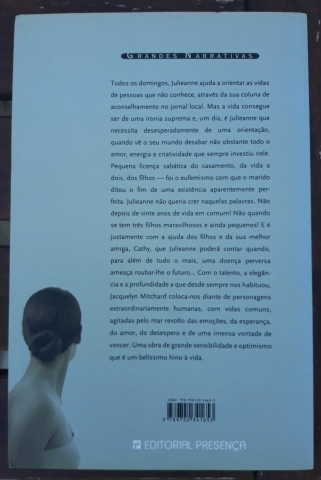 GRANDES NARRATIVAS
Todos os domingos, Julieanne ajuda a orientar as vidas
de pessoas que não conhece, através da sua coluna de
aconselhamento no jornal local. Mas a vida consegue
ser de uma ironia suprema e, um dia, é Julieanne que
necessita desesperadamente de uma orientação,
quando vê o seu mundo desabar não obstante todo o
amor, energia e criatividade que sempre investiu nele.
Pequena licença sabática do casamento, da vida a
dois, dos filhos — foi o eufemismo com que o marido
ditou o fim de uma existência aparentemente per-
feita. Julieanne não queria crer naquelas palavras. Não
depois de vinte anos de vida em comum! Não quando
se tem três filhos maravilhosos e ainda pequenos! E é
justamente com a ajuda dos filhos e da sua melhor
amiga, Cathy, que Julieanne poderá contar quando,
para além de tudo o mais, uma doença perversa
ameaça roubar-lhe o futuro... Com o talento, a elegân-
cia e a profundidade a que desde sempre nos habituou,
Jacquelyn Mitchard coloca-nos diante de personagens
extraordinariamente humanas, com vidas comuns,
agitadas pelo mar revolto das emoções, da esperança,
do amor, do desespero e de uma imensa vontade de
vencer. Uma obra de grande sensibilidade e optimismo
que é um belíssimo hino à vida.
EDITORIAL PRESENÇA